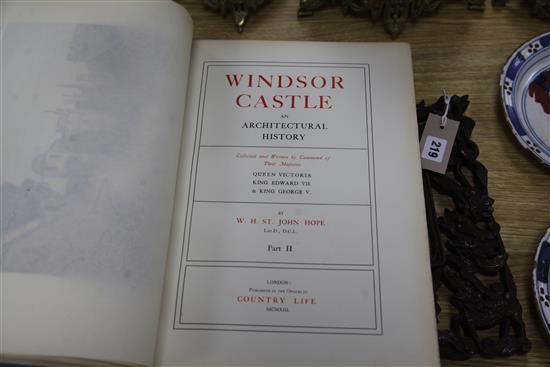 WINDSOR
CASTLE
AN
ARCHITECTURAL
HISTORY
Collected and Written by Command of
Their Majesties
QUEEN VICTORIA
KING EDWARD VII.
& KING GEORGE V.
BY
W. H. ST. JOHN HOPE
Litt.D., D.C.L.
Part II
LONDON:
PUBLISHED AT THE OFFICES OF
COUNTRY LIFE
MCMXIII.
219